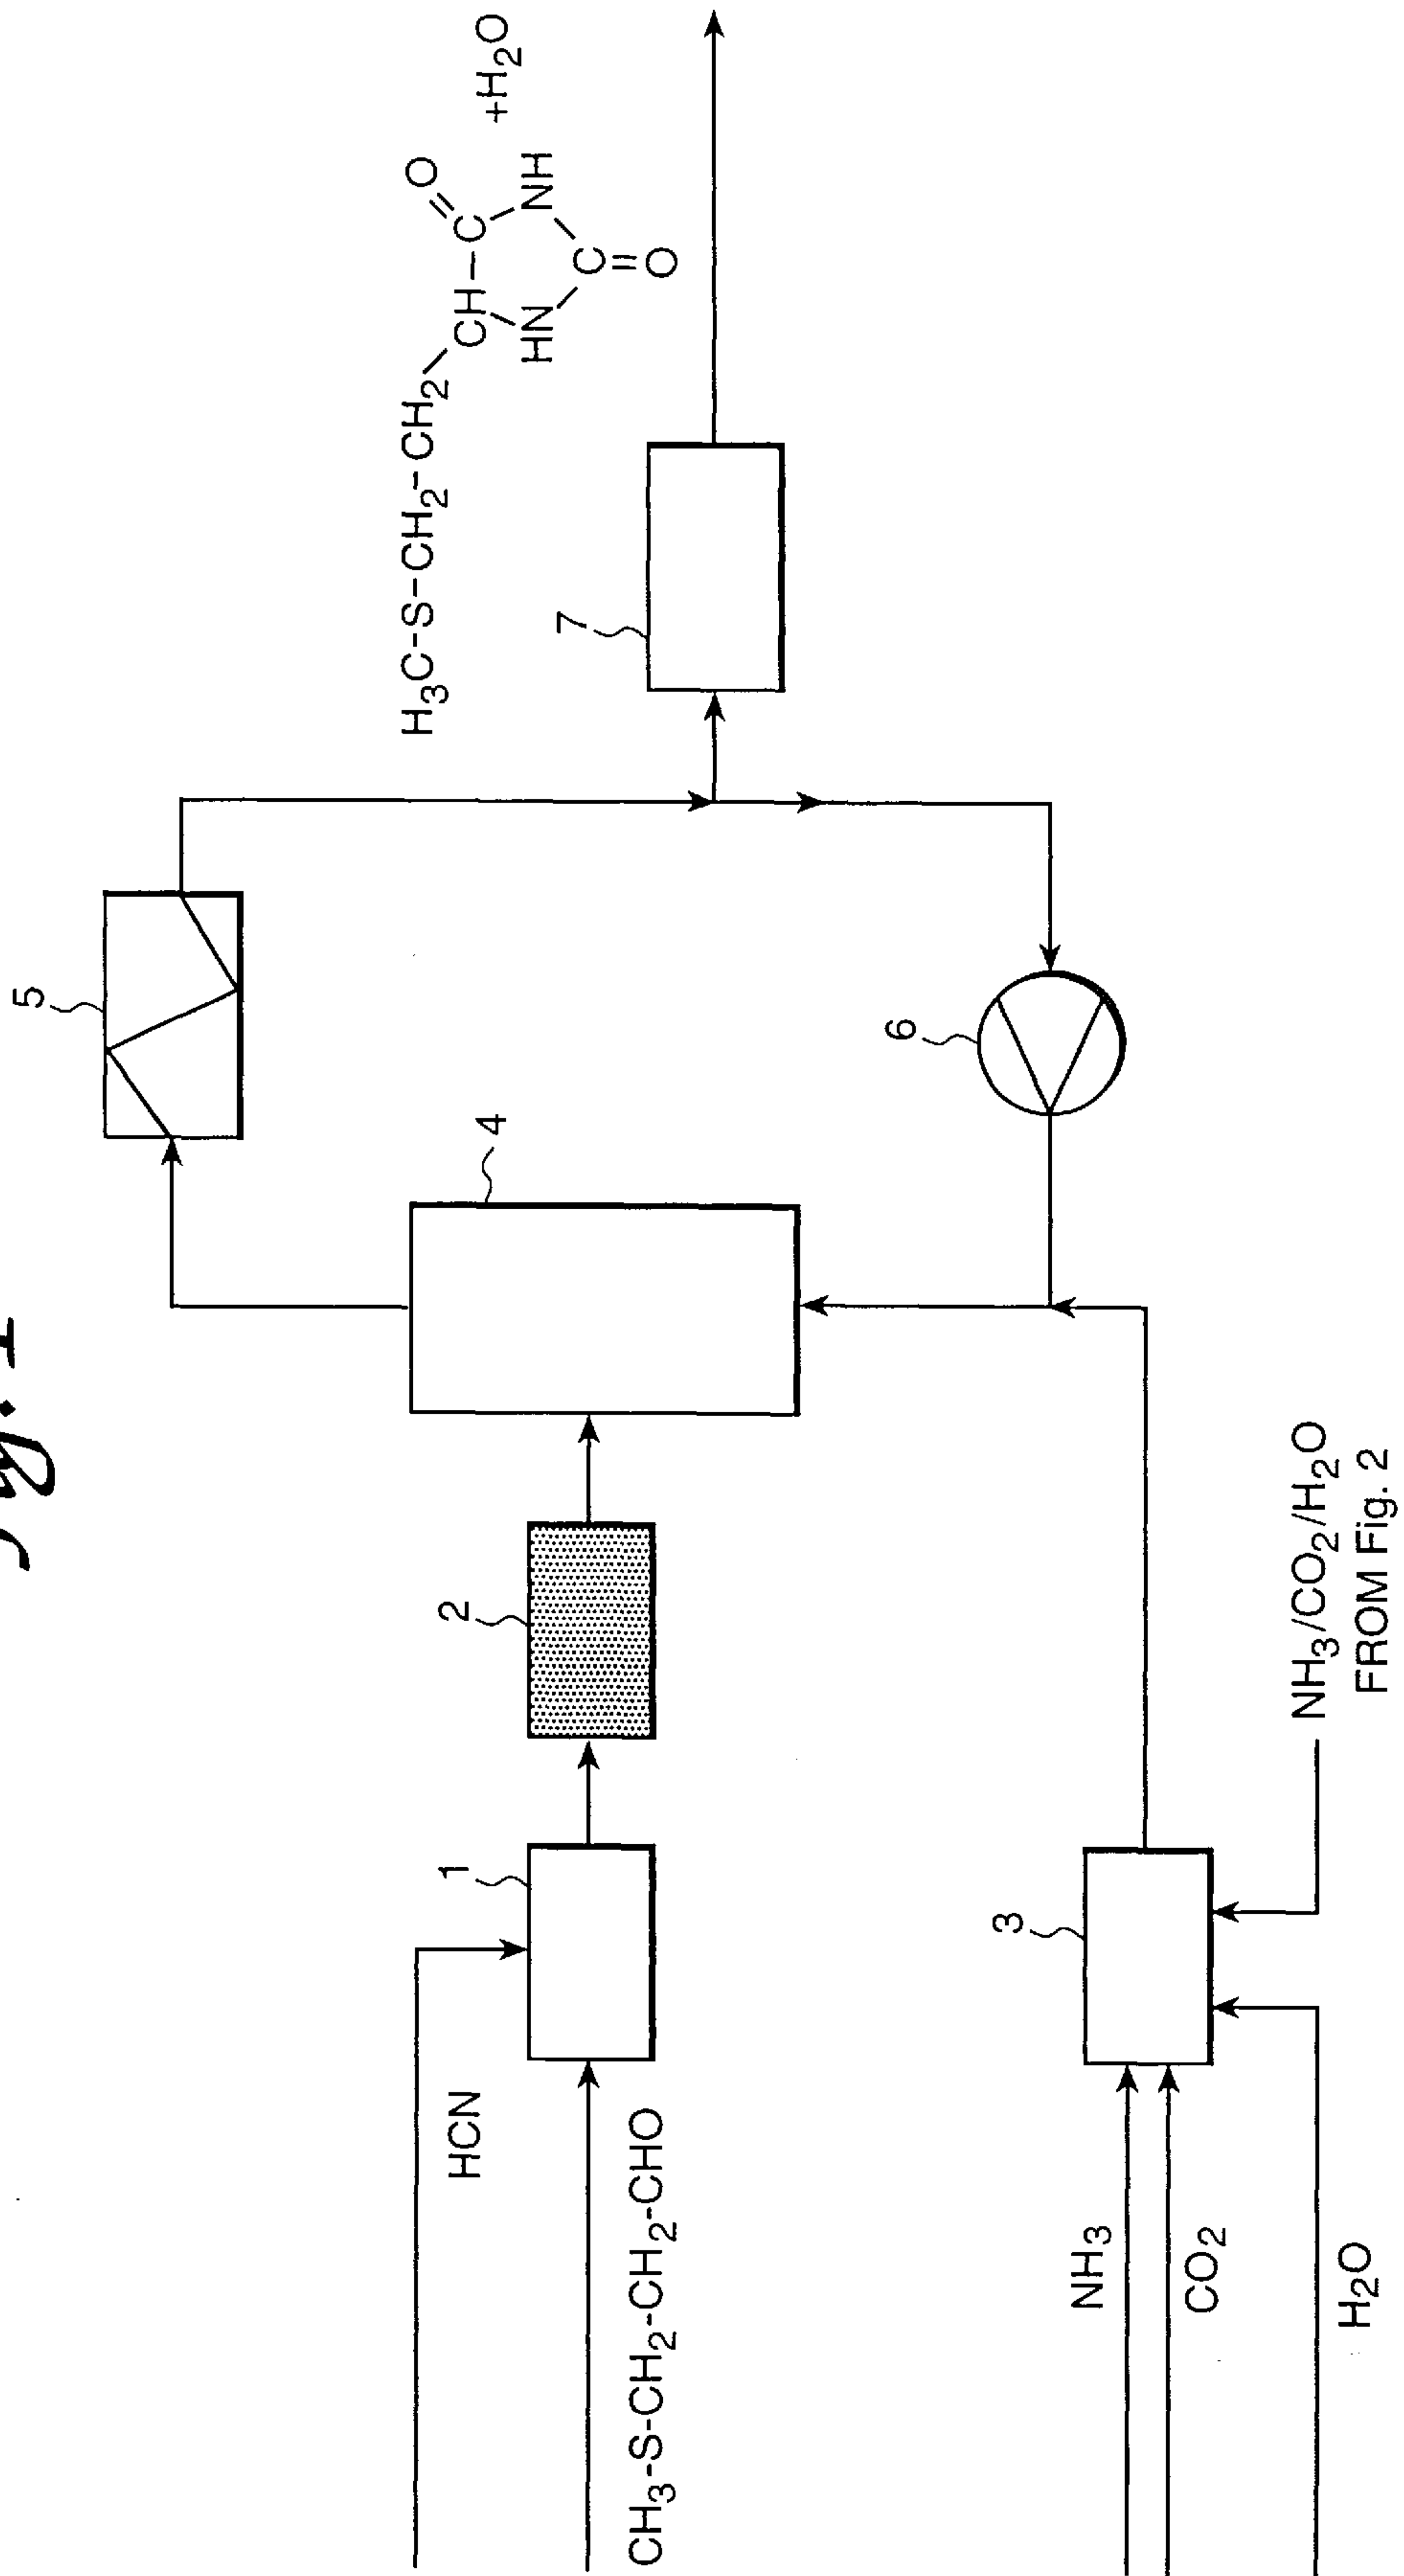 Fig. 1
HCN
CH3-S-CH2-CH2-CHO
1
2
4
5
6
7
H3C-S-CH2-CH2
CH-C
O
HN
NH
C
O
+H2O
NH3
CO2
H2O
3
NH3/CO2/H2O
FROM Fig. 2